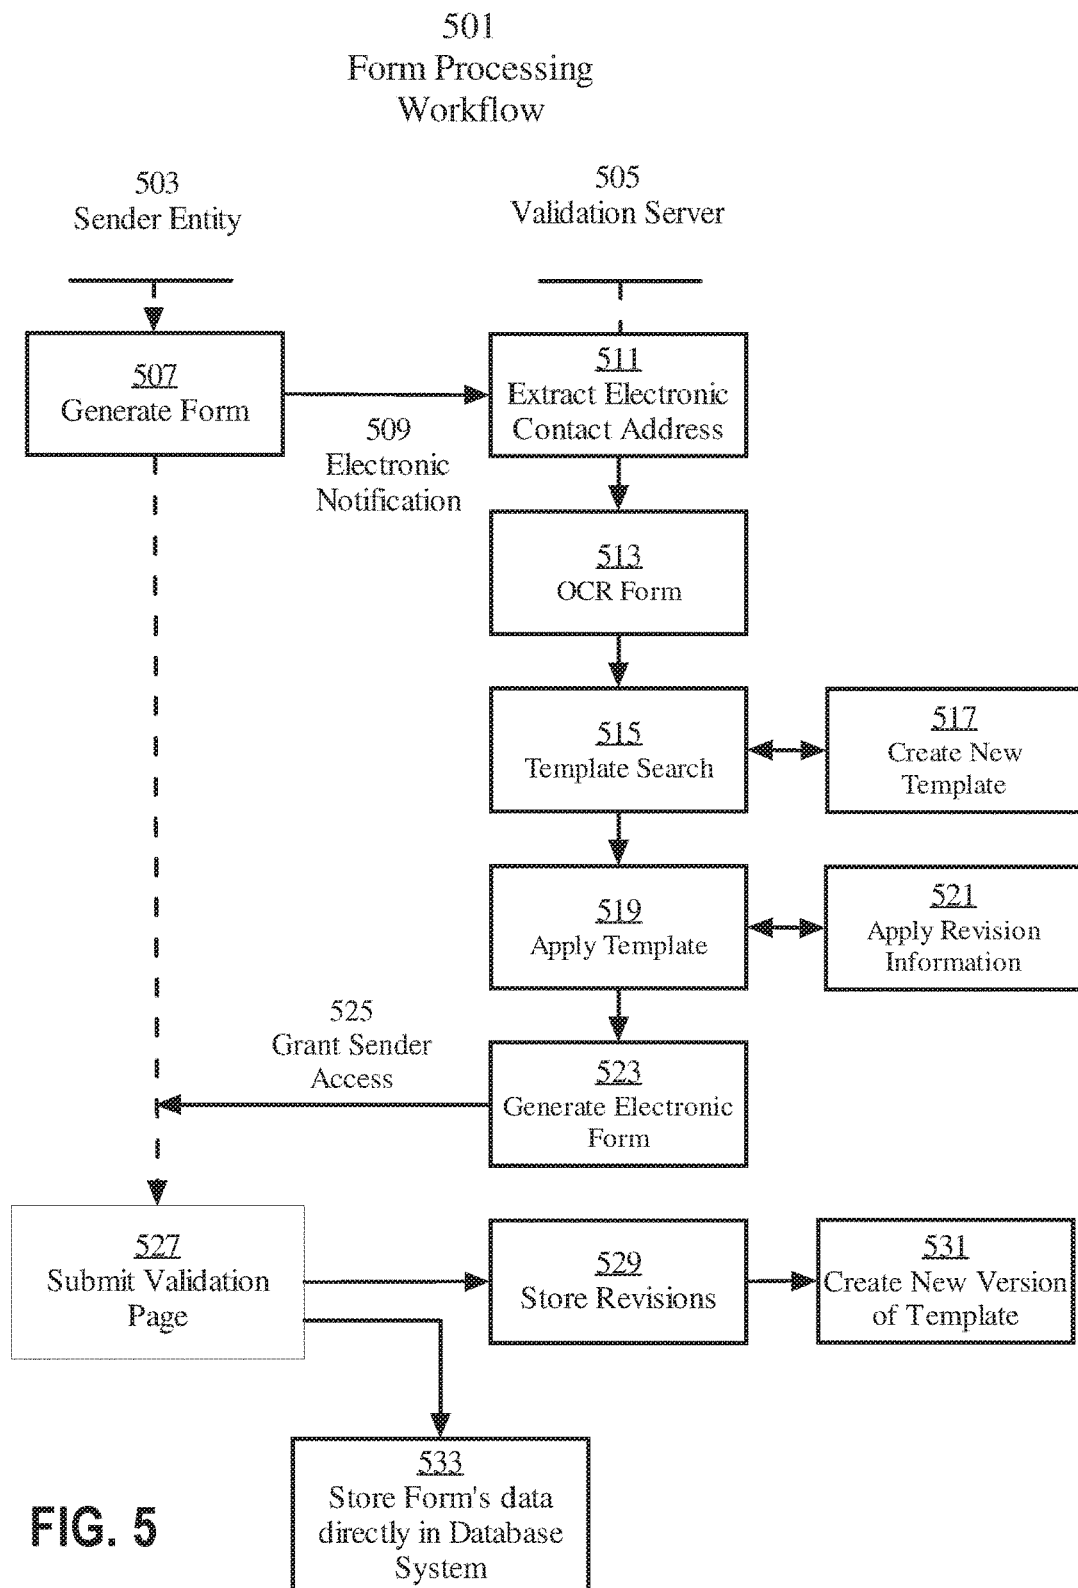 501
Form Processing
Workflow
503
Sender Entity
505
Validation Server
507
Generate Form
509
Electronic
Notification
511
Extract Electronic
Contact Address
513
OCR Form
515
Template Search
517
Create New
Template
519
Apply Template
521
Apply Revision
Information
525
Grant Sender
Access
523
Generate Electronic
Form
527
Submit Validation
Page
529
Store Revisions
531
Create New Version
of Template
533
Store Form's data
directly in Database
System
FIG. 5